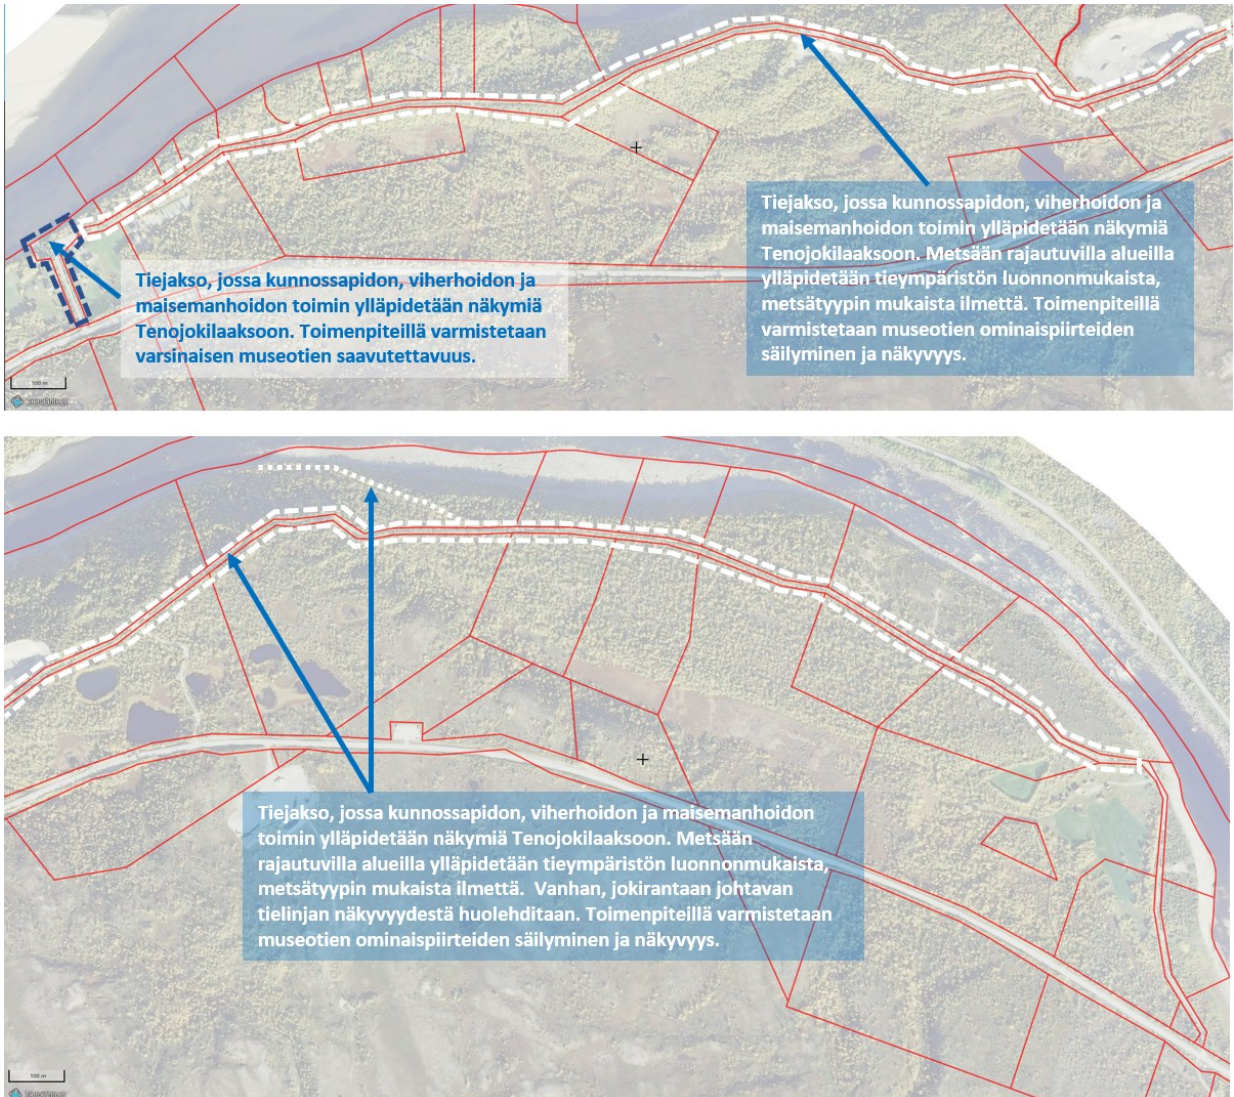 Tiejakso, jossa kunnossapidon, viherhoidon ja
maisemanhoidon toimin ylläpidetään näkymiä
Tenojokilaaksoon. Metsään rajautuvilla alueilla
ylläpidetään tieympäristön luonnonmukaista,
metsätyypin mukaista ilmettä. Toimenpiteillä
varmistetaan museotien ominaispiirteiden
säilyminen ja näkyvyys.
Tiejakso, jossa kunnossapidon, viherhoidon ja
maisemanhoidon toimin ylläpidetään näkymiä
Tenojokilaaksoon. Toimenpiteillä varmistetaan
varsinaisen museotien saavutettavuus.
100 m
Tiejakso, jossa kunnossapidon, viherhoidon ja maisemanhoidon
toimin ylläpidetään näkymiä Tenojokilaaksoon. Metsään
rajautuvilla alueilla ylläpidetään tieympäristön luonnonmukaista,
metsätyypin mukaista ilmettä. Vanhan, jokirantaan johtavan
tielinjan näkyvyydestä huolehditaan. Toimenpiteillä varmistetaan
museotien ominaispiirteiden säilyminen ja näkyvyys.
100 m